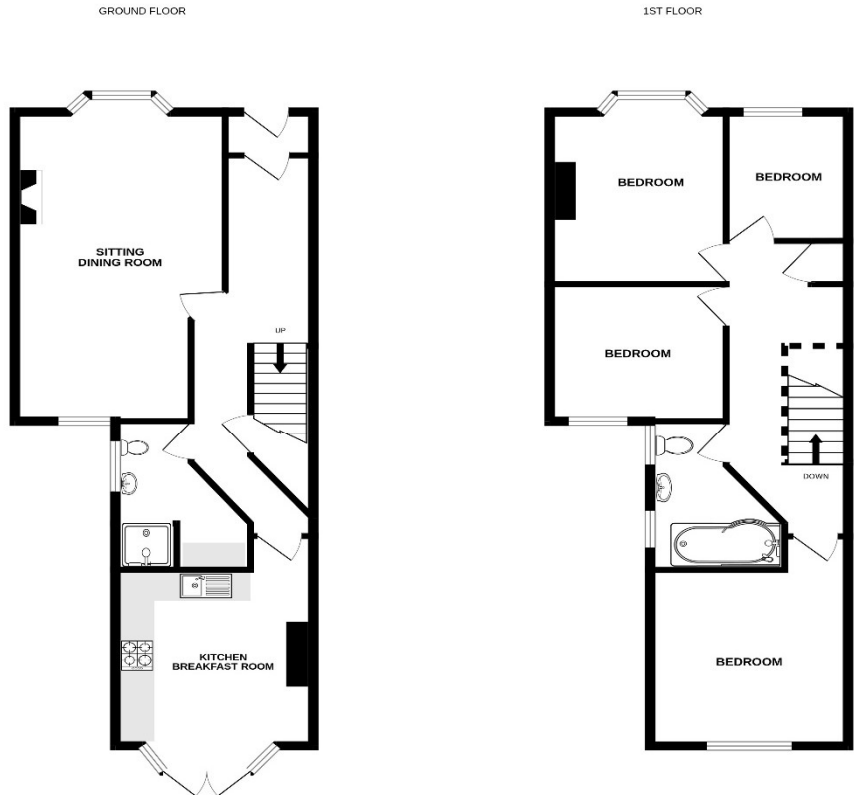 GROUND FLOOR
1ST FLOOR
BEDROOM
BEDROOM
SITTING
DINING ROOM
UP
BEDROOM
DOWN
KITCHEN
BREAKFAST ROOM
BEDROOM